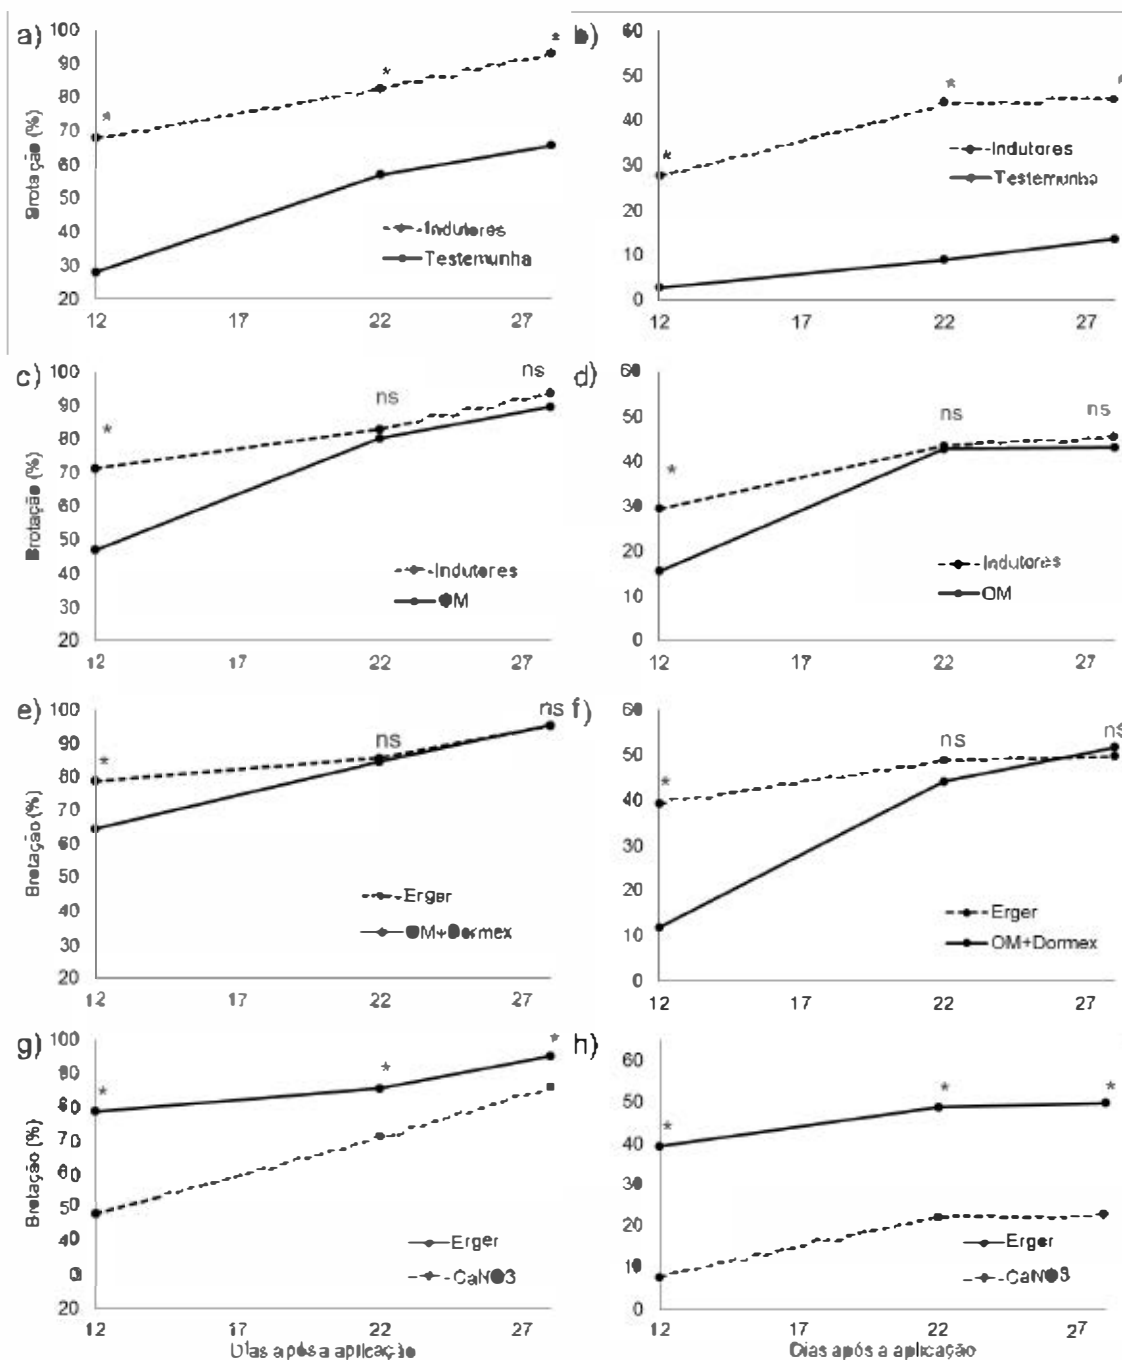 a)
100
90
80
70
60
50
40
30
20
Brotação (%)
* * *
-Indutores
Testemunha
12 17 22 27
b)
60
50
40
30
20
10
0
* * *
-Indutores
Testemunha
12 17 22 27
c)
100
90
80
70
60
50
40
30
20
Brotação (%)
* ns ns
-Indutores
OM
12 17 22 27
d)
60
50
40
30
20
10
0
* ns ns
-Indutores
OM
12 17 22 27
e)
100
90
80
70
60
50
40
30
20
Brotação (%)
* ns ns
-Erger
OM+Dormex
12 17 22 27
f)
60
50
40
30
20
10
0
* ns ns
Erger
OM+Dormex
12 17 22 27
g)
100
90
80
70
60
50
40
30
20
Brotação (%)
* * *
Erger
-CaNO3
12 17 22 27
Dias após a aplicação
h)
60
50
40
30
20
10
0
* * *
Erger
-CaNO3
12 17 22 27
Dias após a aplicação